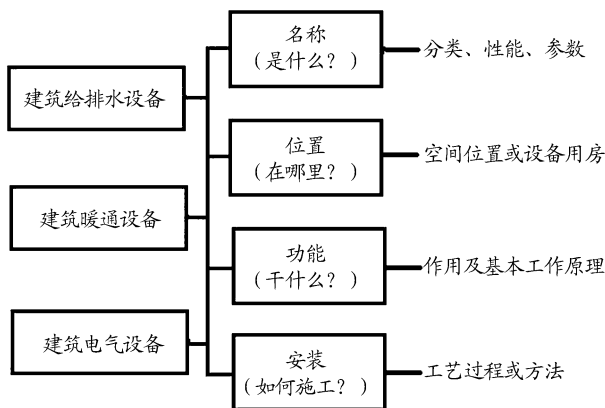 建筑给排水设备
建筑暖通设备
建筑电气设备
名称
（是什么？）
分类、性能、参数
位置
（在哪里？）
空间位置或设备用房
功能
（干什么？）
作用及基本工作原理
安装
（如何施工？）
工艺过程或方法